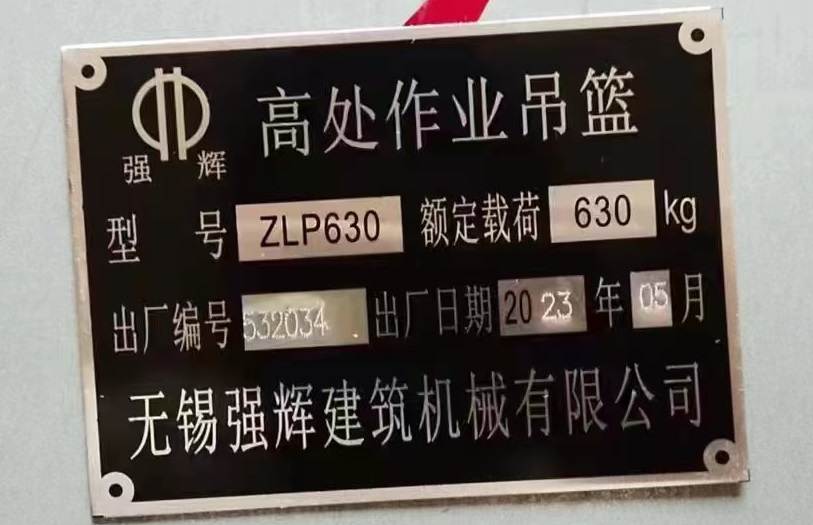 高处作业吊篮
强 辉
型 号 ZLP630 额定载荷 630 kg
出厂编号 532034 出厂日期 2023 年 05 月
无锡强辉建筑机械有限公司